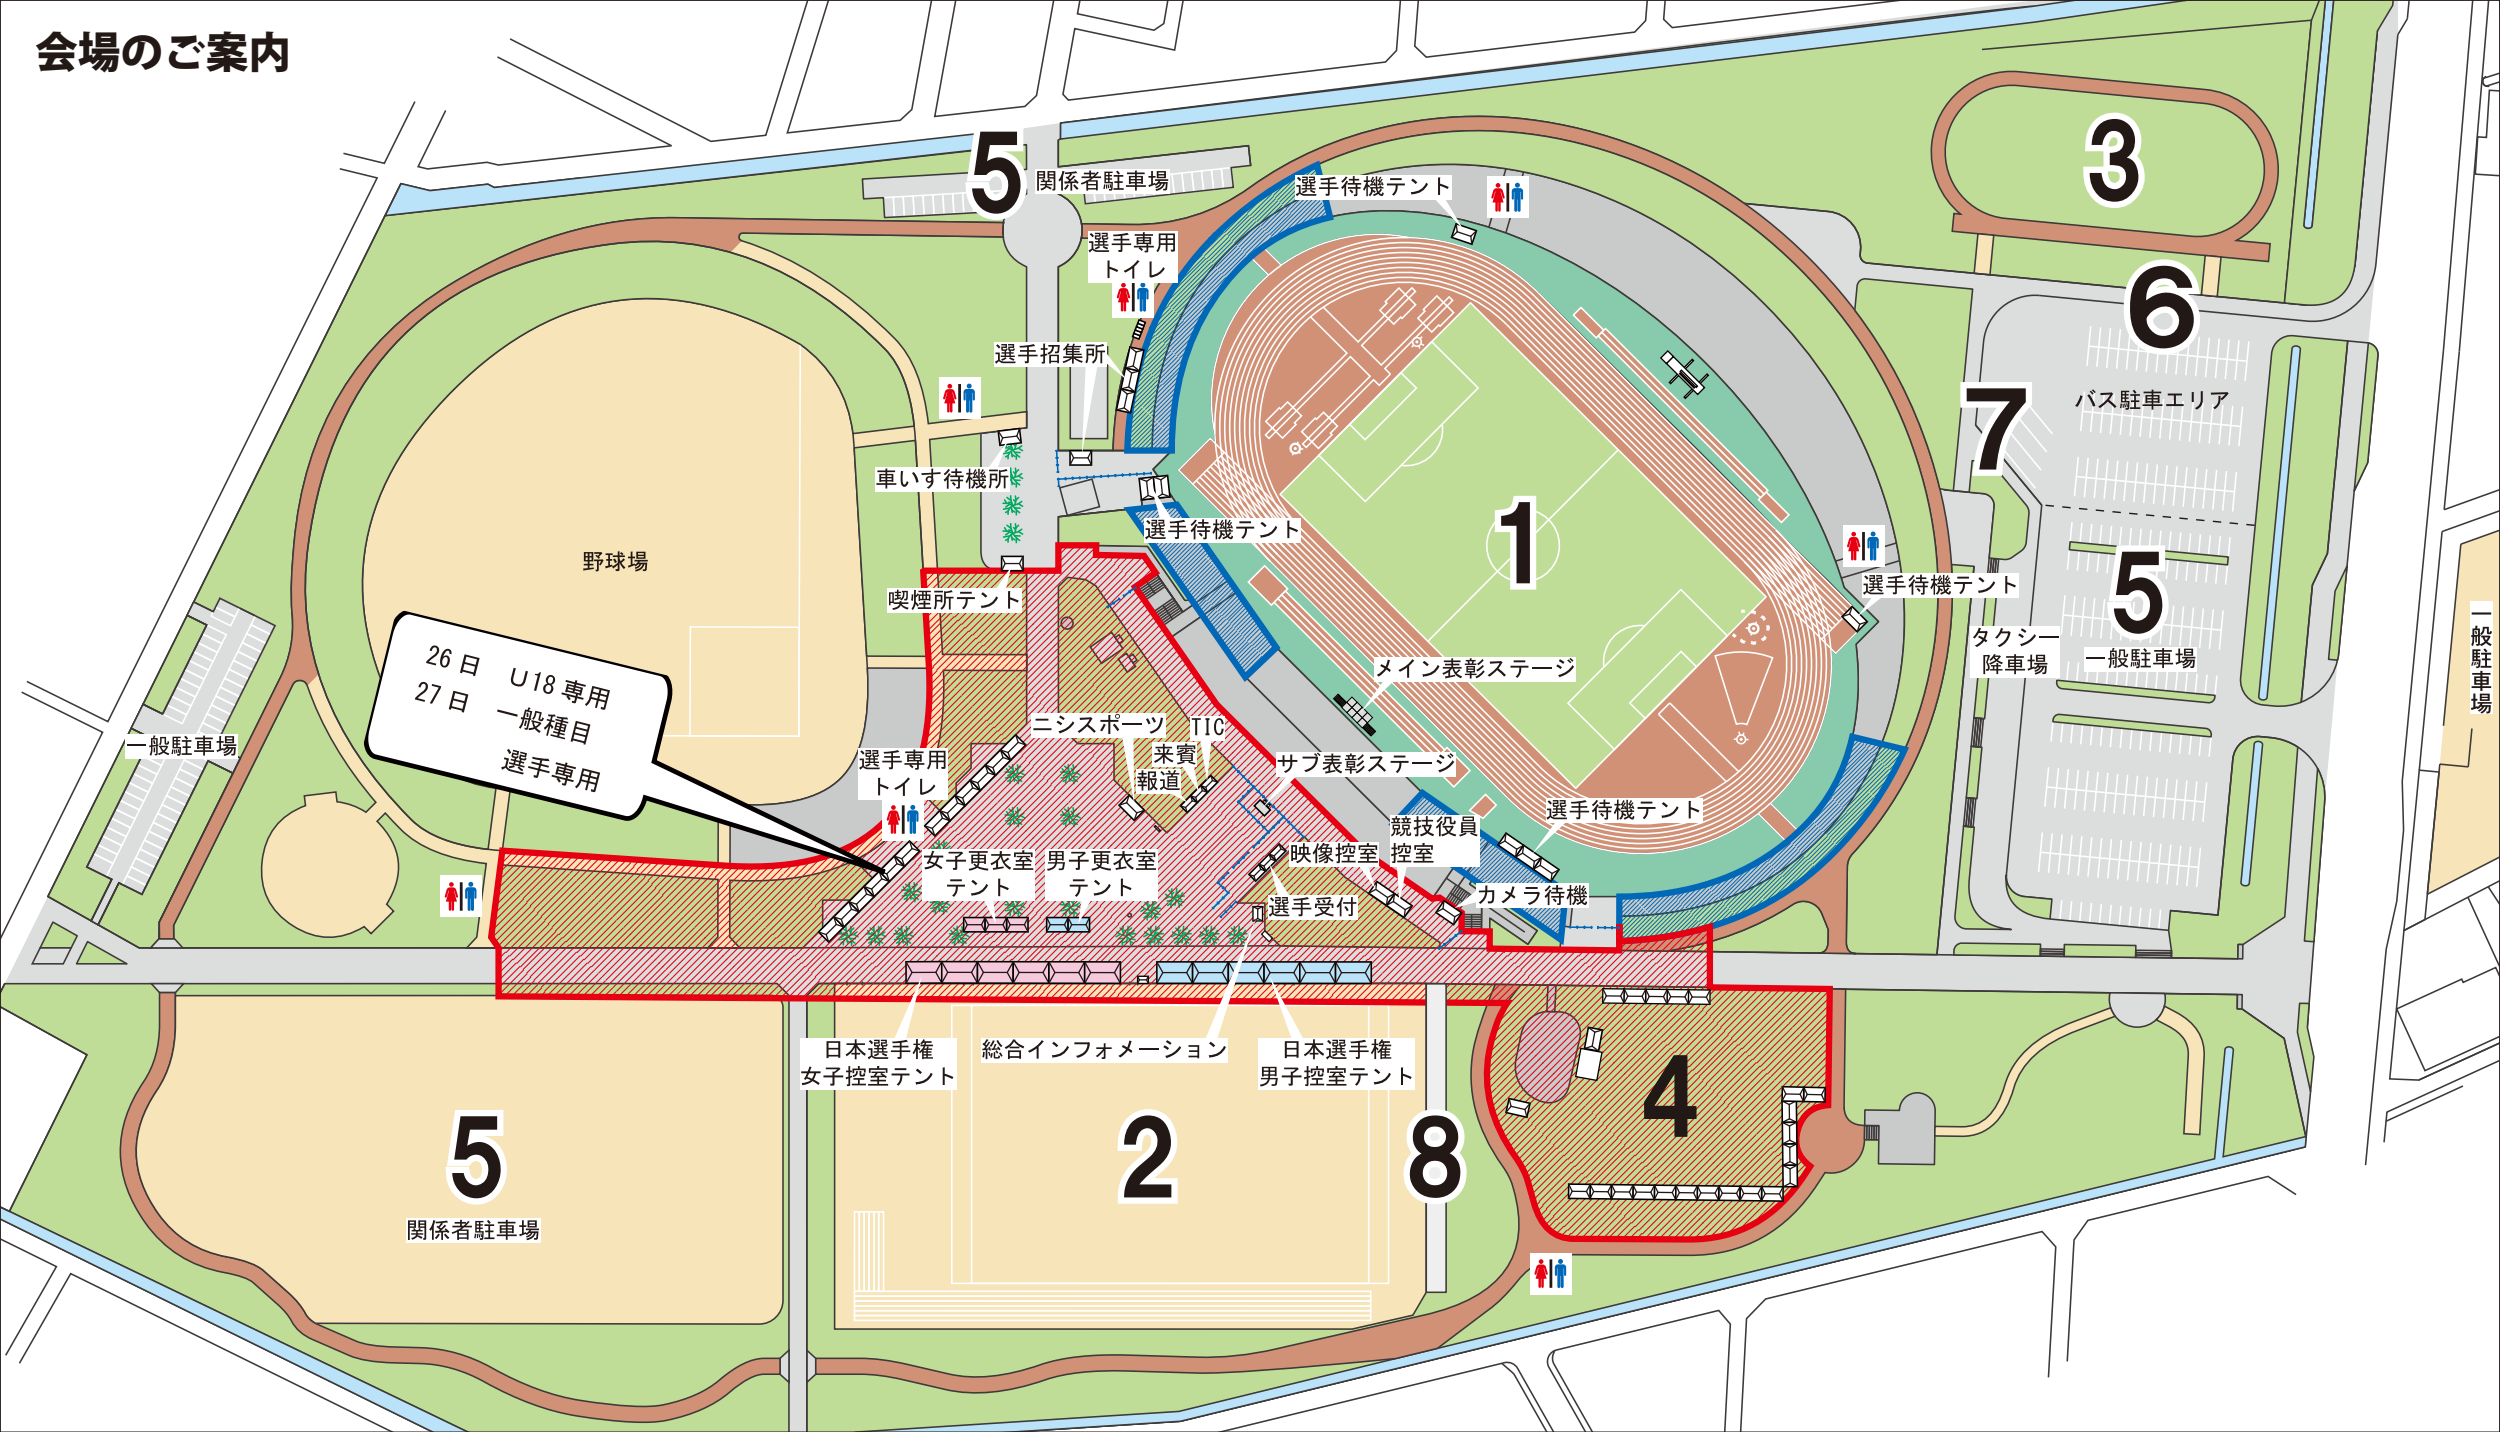 会場のご案内
5
関係者駐車場
選手待機テント
3
選手専用
トイレ
6
選手招集所
7
バス駐車エリア
車いす待機所
1
選手待機テント
野球場
5
選手待機テント
喫煙所テント
タクシー
降車場
一般駐車場
一般駐車場
26日 U18専用
27日 一般種目
選手専用
メイン表彰ステージ
ニシスポーツ
TIC
来賓
報道
サブ表彰ステージ
一般駐車場
選手専用
トイレ
選手待機テント
競技役員
控室
映像控室
女子更衣室
テント
男子更衣室
テント
選手受付
カメラ待機
日本選手権
女子控室テント
総合インフォメーション
日本選手権
男子控室テント
4
5
2
8
関係者駐車場